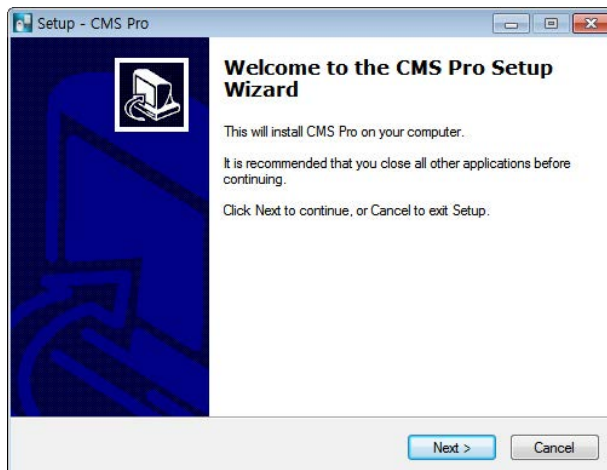 Setup - CMS Pro
Welcome to the CMS Pro Setup
Wizard
This will install CMS Pro on your computer.
It is recommended that you close all other applications before
continuing.
Click Next to continue, or Cancel to exit Setup.
Next >
Cancel